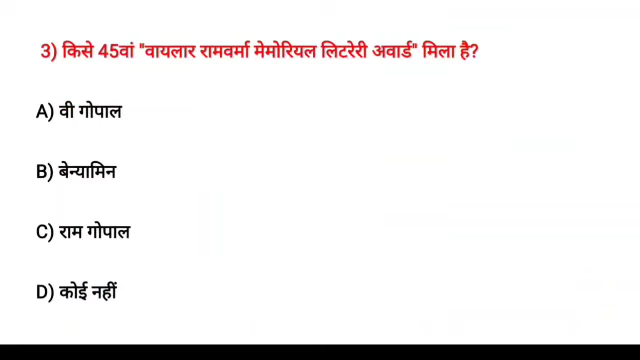 3) किसे 45वां "वायलार रामवर्मा मेमोरियल लिटरेरी अवार्ड" मिला है?
A) वी गोपाल
B) बेन्यामिन
C) राम गोपाल
D) कोई नहीं